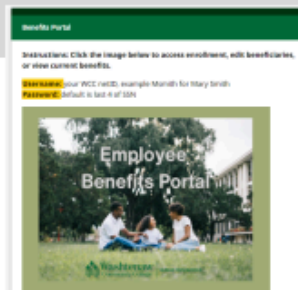 Benefits Portal
Instructions: Click the image below to access enrollment, edit beneficiaries,
or view current benefits.
Username: your WCC netID, example Msmith for Mary Smith
Password: default is last 4 of SSN
Employee
Benefits Portal
Washtenaw